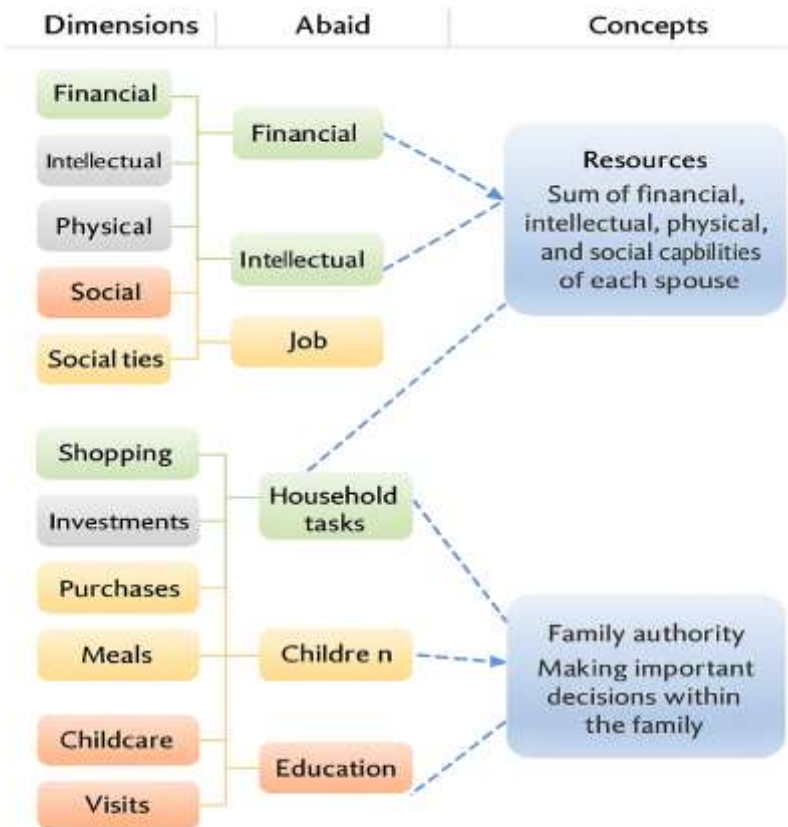 Dimensions
Abaid
Concepts
Financial
Intellectual
Physical
Social
Social ties
Financial
Intellectual
Job
Resources
Sum of financial,
intellectual, physical,
and social capbilities
of each spouse
Shopping
Investments
Purchases
Meals
Childcare
Visits
Household
tasks
Childre n
Education
Family authority
Making important
decisions within
the family